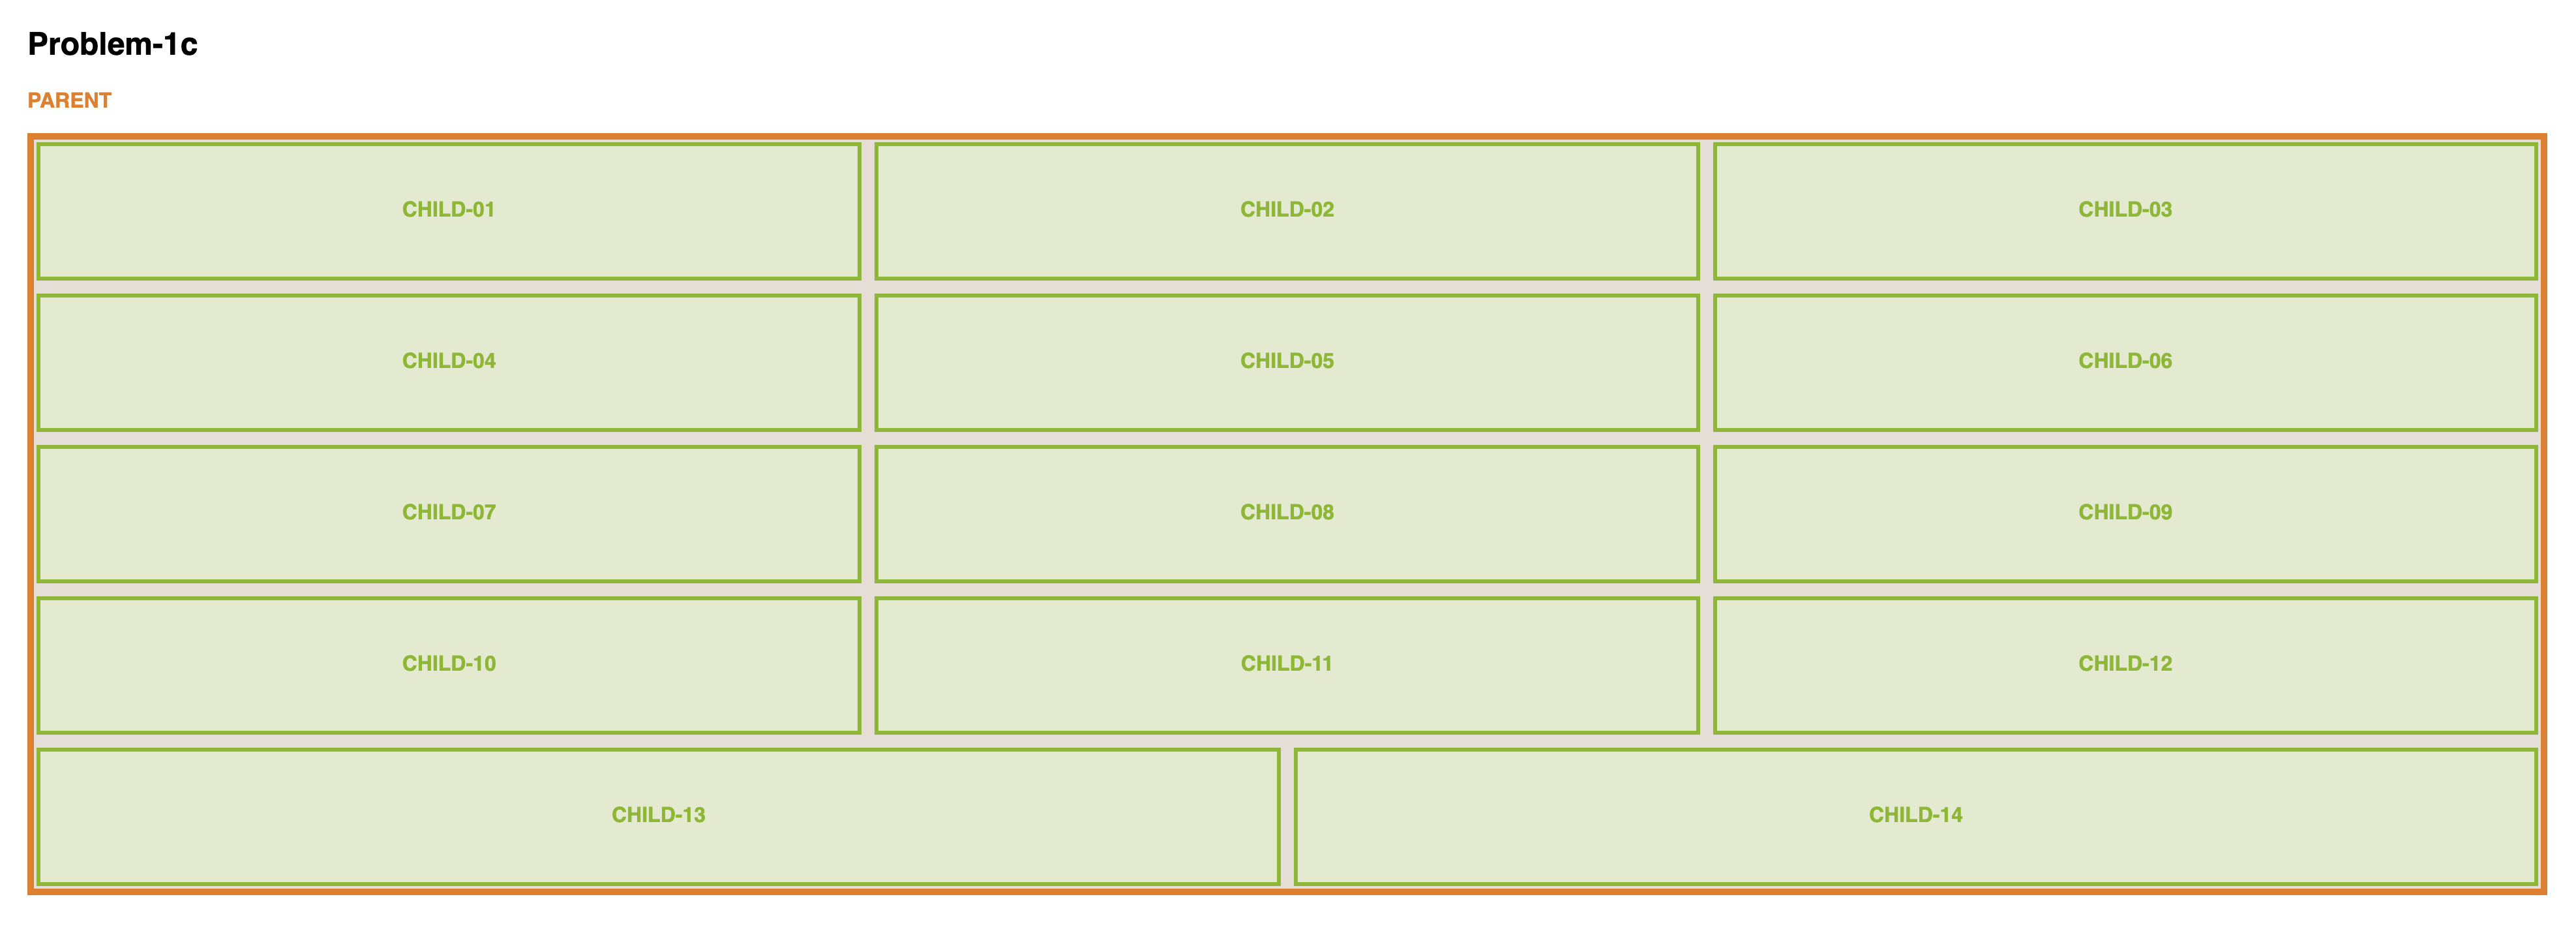 Problem-1c
PARENT
CHILD-01 CHILD-02 CHILD-03
CHILD-04 CHILD-05 CHILD-06
CHILD-07 CHILD-08 CHILD-09
CHILD-10 CHILD-11 CHILD-12
CHILD-13 CHILD-14